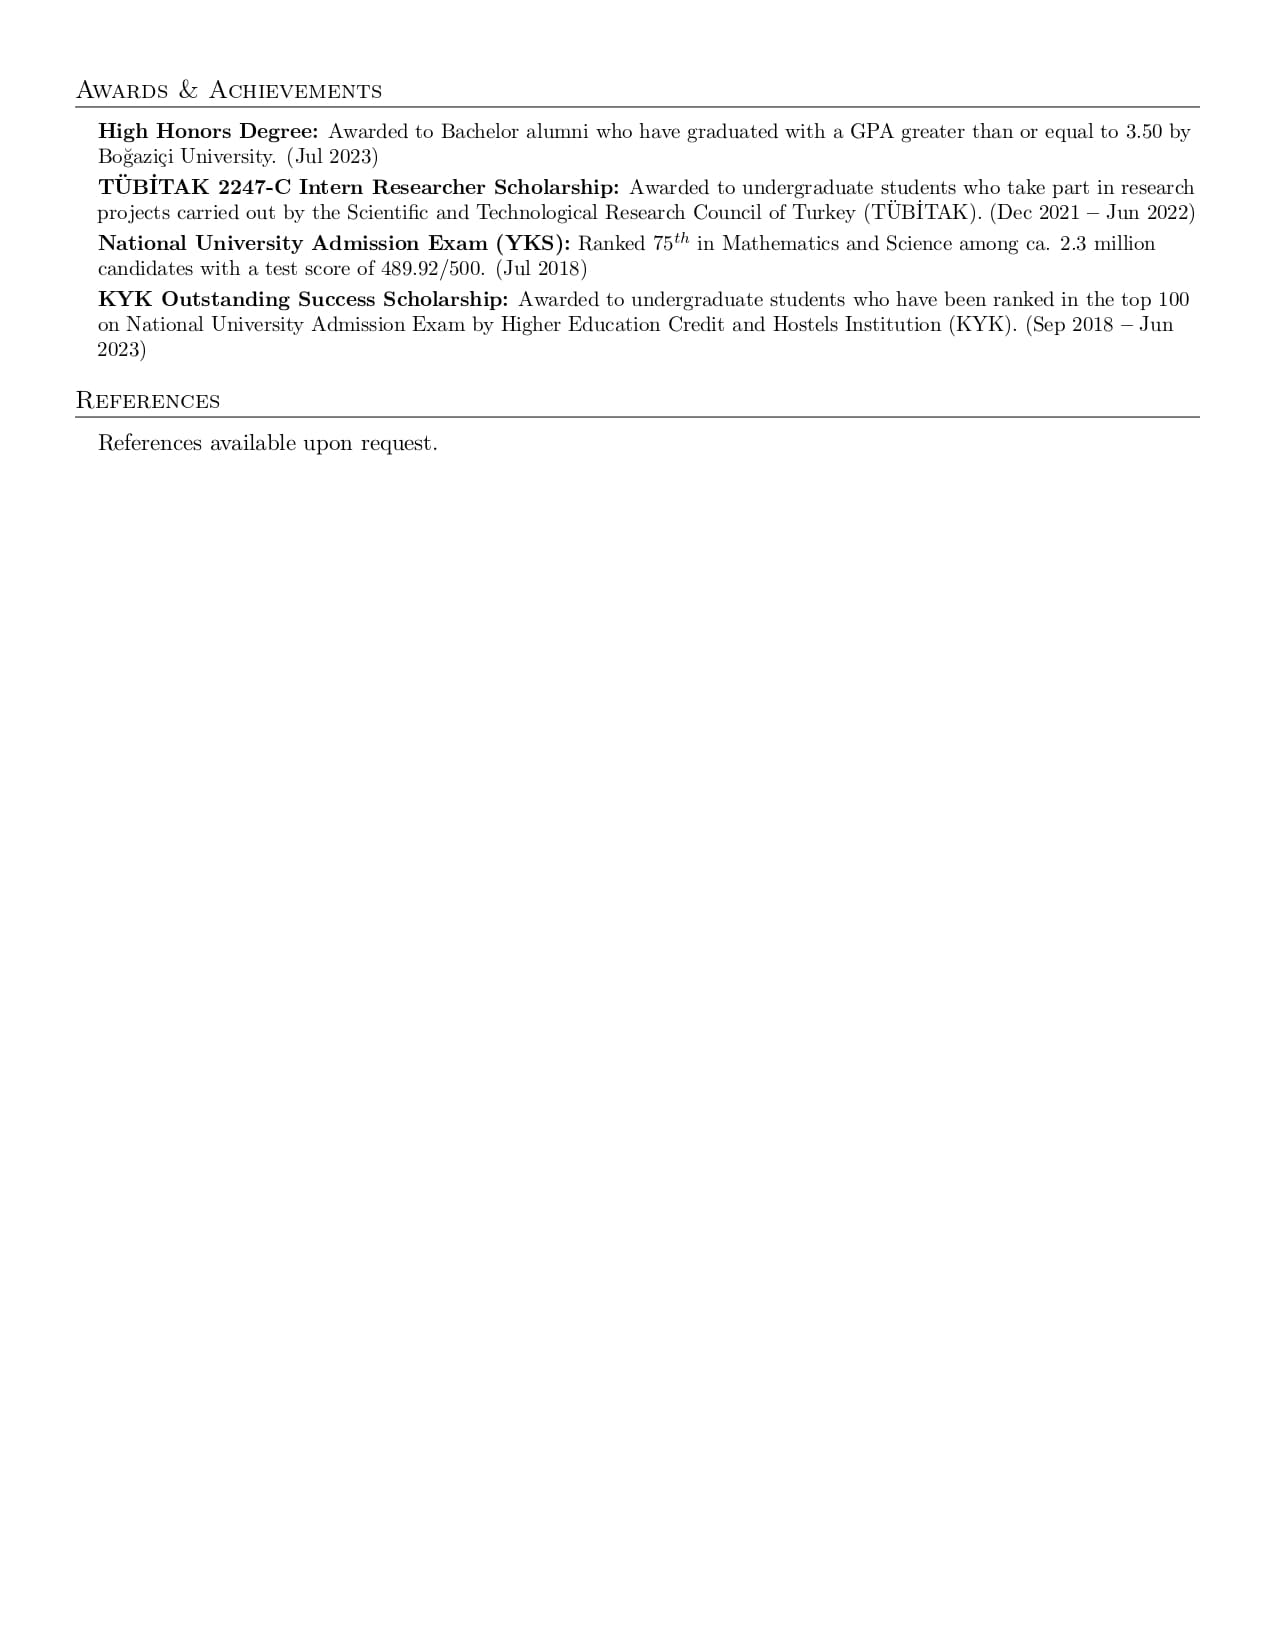 Awards & Achievements
High Honors Degree: Awarded to Bachelor alumni who have graduated with a GPA greater than or equal to 3.50 by
Boğaziçi University. (Jul 2023)
TÜBİTAK 2247-C Intern Researcher Scholarship: Awarded to undergraduate students who take part in research
projects carried out by the Scientific and Technological Research Council of Turkey (TÜBİTAK). (Dec 2021 – Jun 2022)
National University Admission Exam (YKS): Ranked 75th in Mathematics and Science among ca. 2.3 million
candidates with a test score of 489.92/500. (Jul 2018)
KYK Outstanding Success Scholarship: Awarded to undergraduate students who have been ranked in the top 100
on National University Admission Exam by Higher Education Credit and Hostels Institution (KYK). (Sep 2018 – Jun
2023)
References
References available upon request.